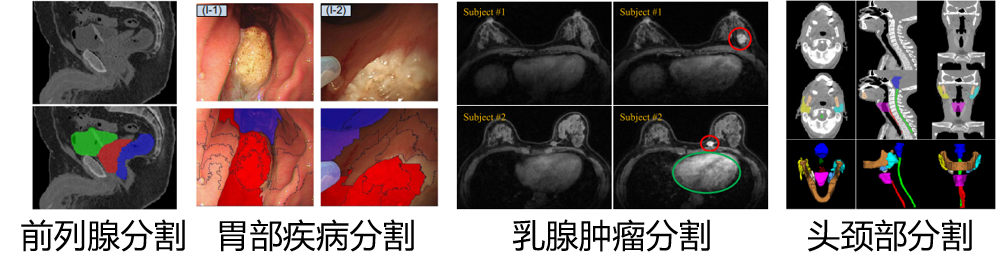 (I-1)
(I-2)
Subject #1
Subject #1
Subject #2
Subject #2
前列腺分割
胃部疾病分割
乳腺肿瘤分割
头颈部分割